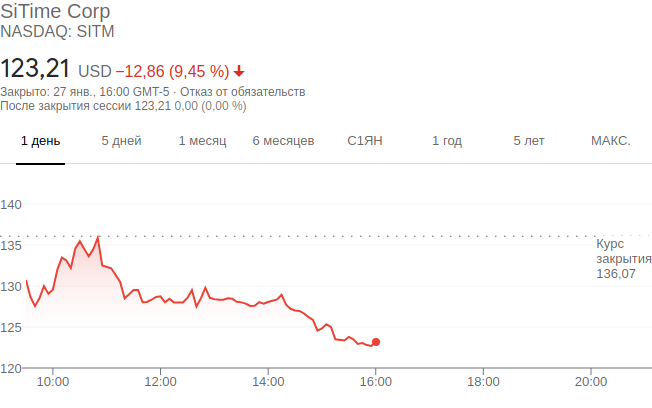 SiTime Corp
NASDAQ: SITM
123,21 USD −12,86 (9,45 %)
Закрыто: 27 янв., 16:00 GMT-5 · Отказ от обязательств
После закрытия сессии 123,21 0,00 (0,00 %)
1 день 5 дней 1 месяц 6 месяцев С1ЯН 1 год 5 лет МАКС.
140
135
Курс
закрытия
136,07
130
125
120
10:00 12:00 14:00 16:00 18:00 20:00